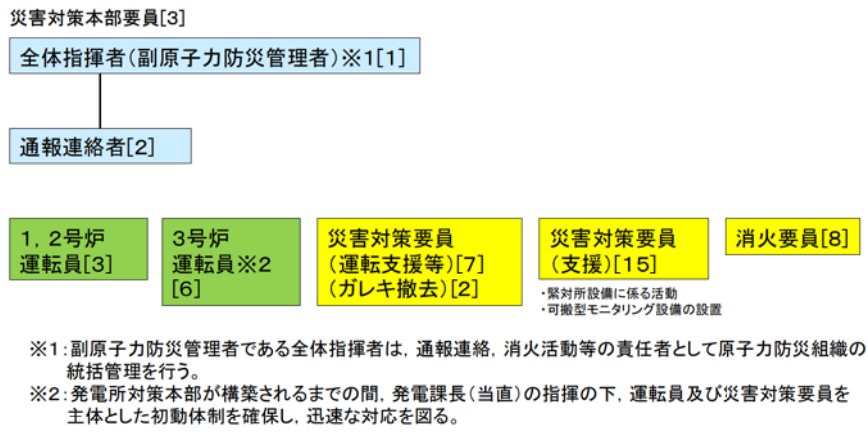 災害対策本部要員[3]
全体指揮者(副原子力防災管理者)※1[1]
通報連絡者[2]
1，2号炉
運転員[3]
3号炉
運転員※2
[6]
災害対策要員
(運転支援等)[7]
(ガレキ撤去)[2]
災害対策要員
(支援)[15]
・緊対所設備に係る活動
・可搬型モニタリング設備の設置
消火要員[8]
※1：副原子力防災管理者である全体指揮者は，通報連絡，消火活動等の責任者として原子力防災組織の
統括管理を行う。
※2：発電所対策本部が構築されるまでの間，発電課長(当直)の指揮の下，運転員及び災害対策要員を
主体とした初動体制を確保し，迅速な対応を図る。